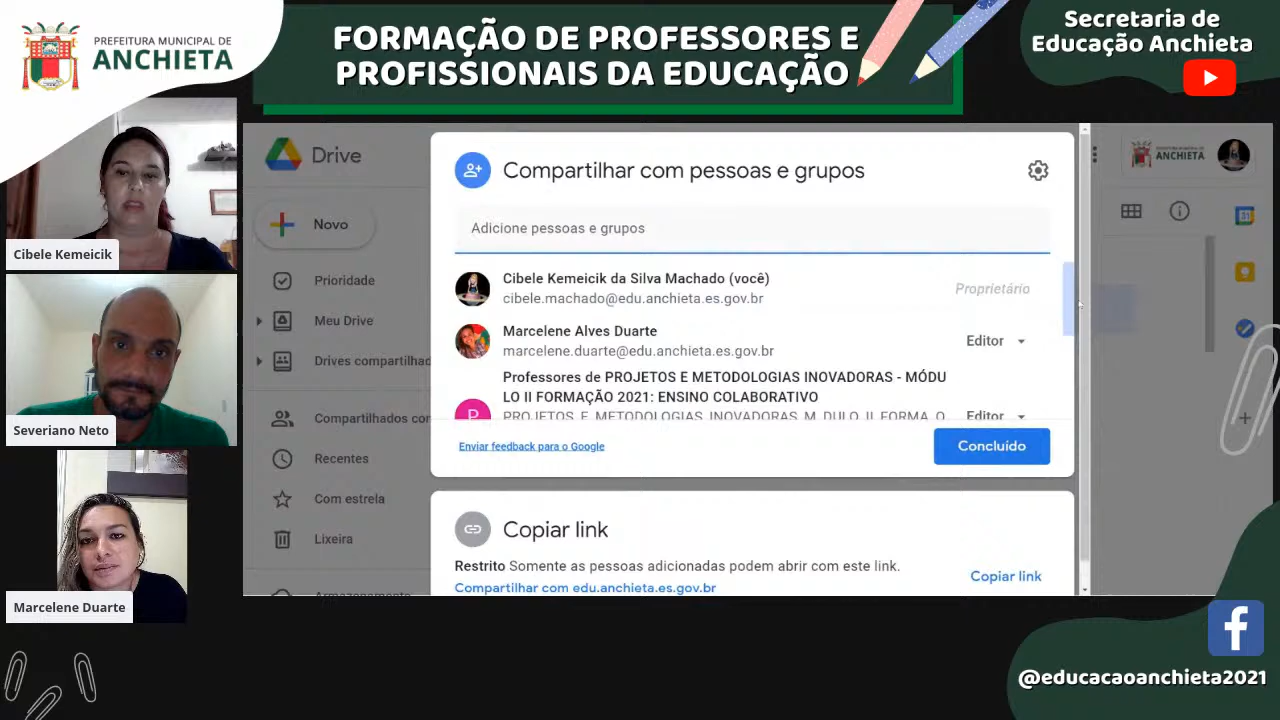 PREFEITURA MUNICIPAL DE
ANCHIETA
FORMAÇÃO DE PROFESSORES E
PROFISSIONAIS DA EDUCAÇÃO
Secretaria de
Educação Anchieta
Cibele Kemeicik
Severiano Neto
Marcelene Duarte
Drive
Novo
Prioridade
Meu Drive
Drives compartilhad
Compartilhados cor
Recentes
Com estrela
Lixeira
Compartilhar com pessoas e grupos
Adicione pessoas e grupos
Cibele Kemeicik da Silva Machado (você)
cibele.machado@edu.anchieta.es.gov.br
Proprietário
Marcelene Alves Duarte
marcelene.duarte@edu.anchieta.es.gov.br
Editor
Professores de PROJETOS E METODOLOGIAS INOVADORAS - MÓDU
LO II FORMAÇÃO 2021: ENSINO COLABORATIVO
P
PROJETOS_E_METODOLOGIAS_INOVADORAS_M_DULO_II_FORMA_O_
Editor
Enviar feedback para o Google
Concluído
Copiar link
Restrito Somente as pessoas adicionadas podem abrir com este link.
Compartilhar com edu.anchieta.es.gov.br
Copiar link
ANCHIETA
31
@educacaoanchieta2021